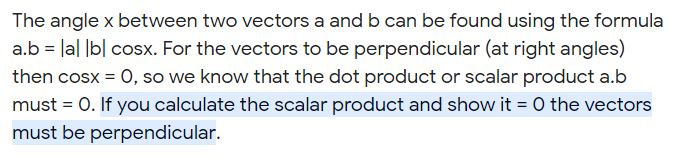 The angle x between two vectors a and b can be found using the formula
a.b = |a| |b| cosx. For the vectors to be perpendicular (at right angles)
then cosx = 0, so we know that the dot product or scalar product a.b
must = 0. If you calculate the scalar product and show it = 0 the vectors
must be perpendicular.